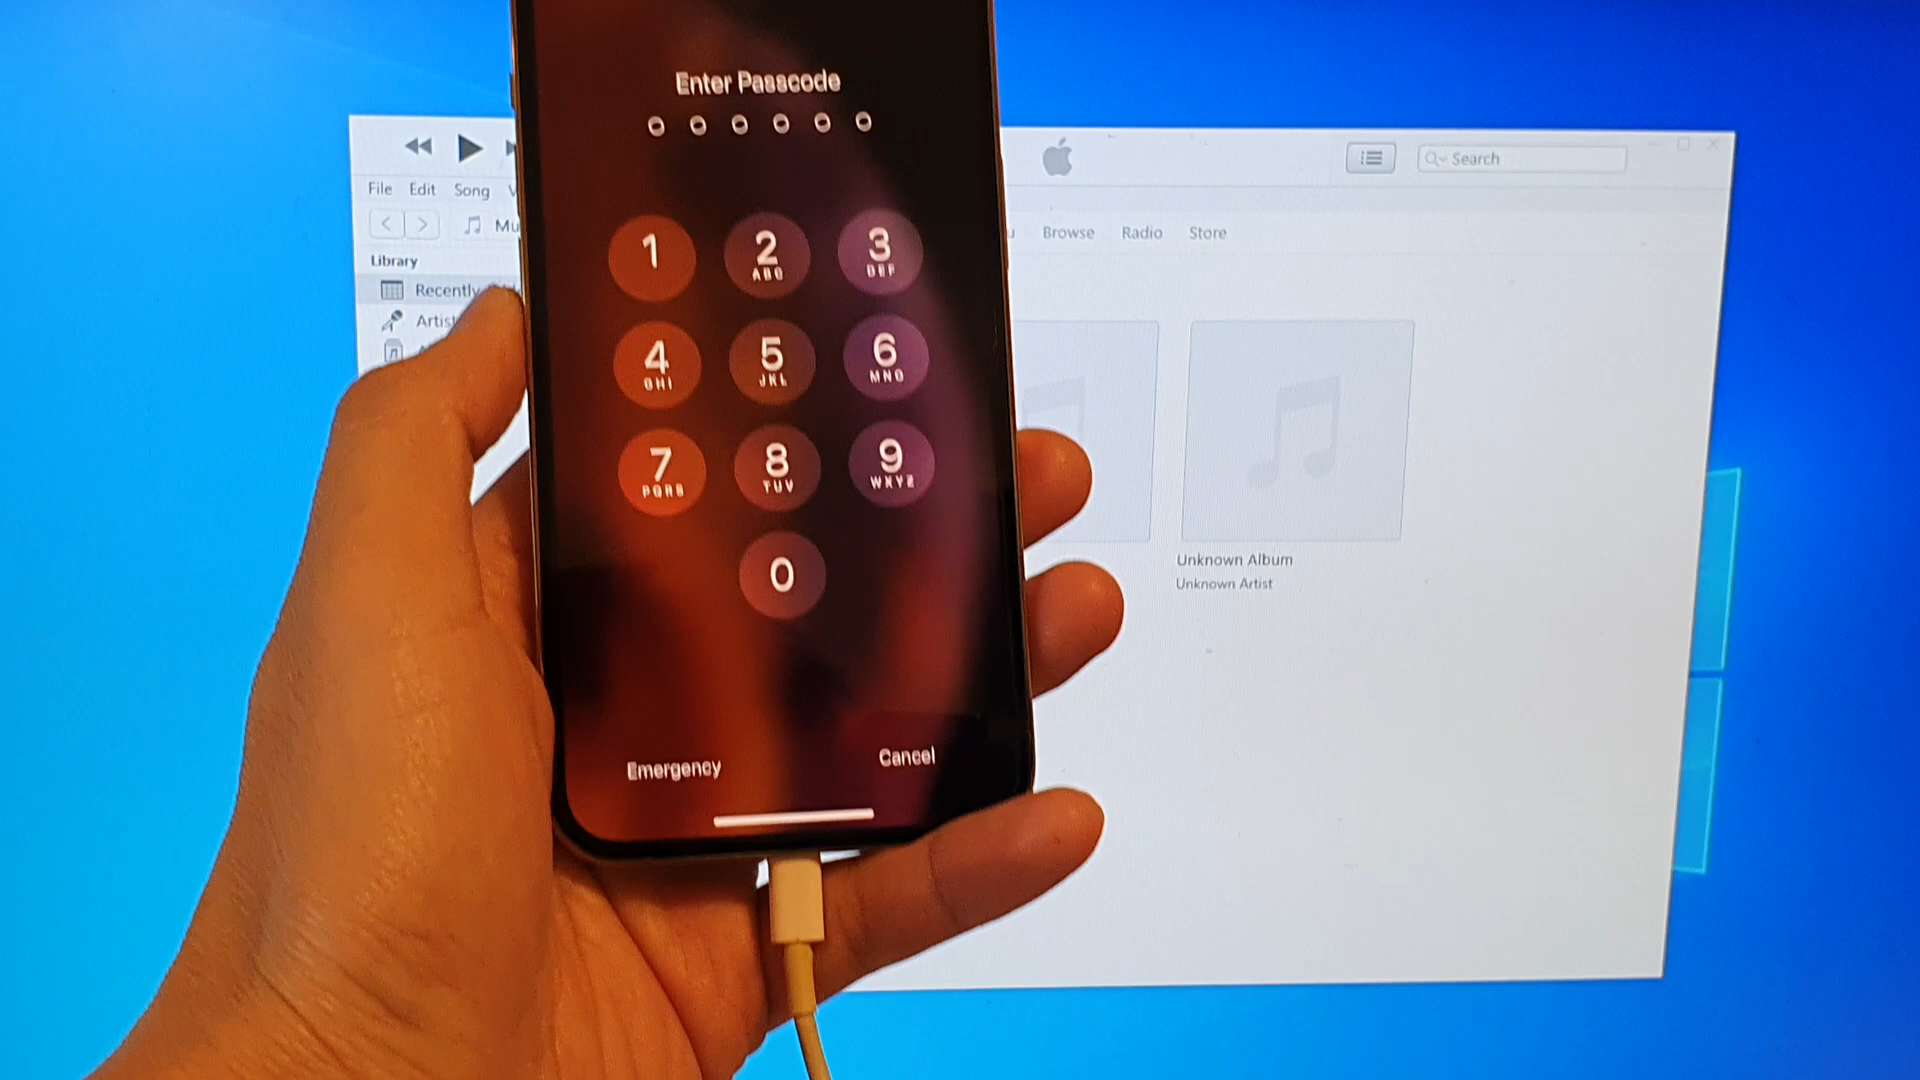 Enter Passcode
1
2
ABC
3
DEF
4
GHI
5
JKL
6
MNO
7
PQRS
8
TUV
9
WXYZ
0
Emergency
Cancel
Search
File Edit Song
Browse Radio Store
Library
Recently
Unknown Album
Unknown Artist